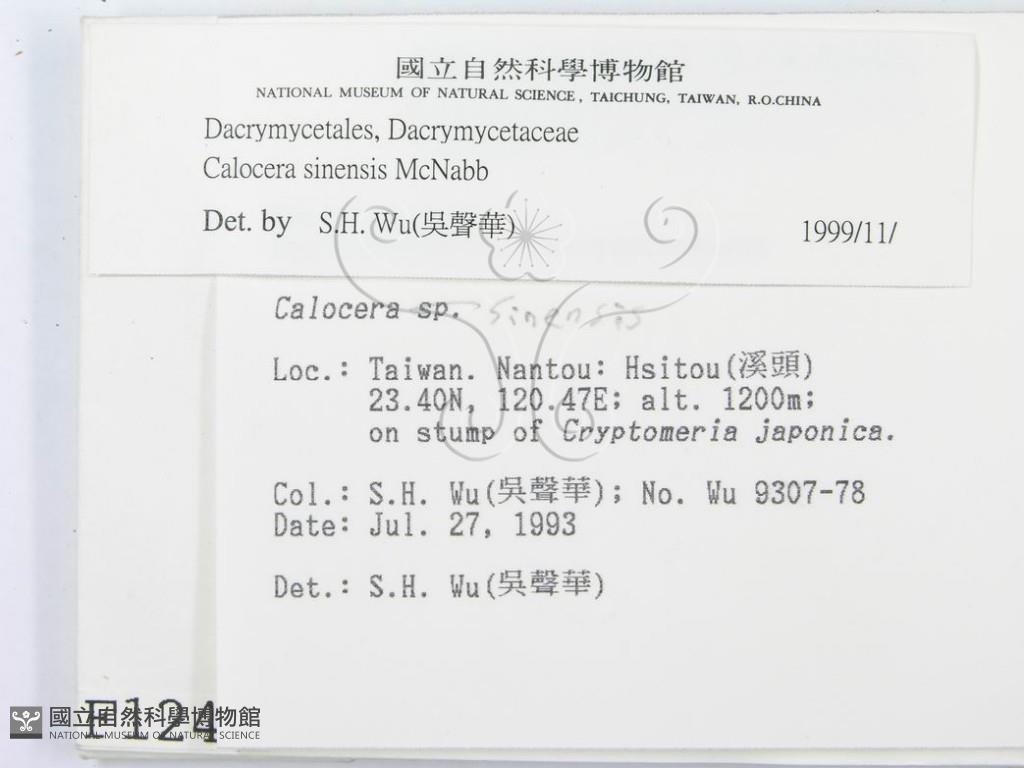 國立自然科學博物館
NATIONAL MUSEUM OF NATURAL SCIENCE, TAICHUNG, TAIWAN, R.O.CHINA
Dacrymycetales, Dacrymycetaceae
Calocera sinensis McNabb
Det. by S.H. Wu(吳聲華) 1999/11/
Calocera sp. sinensis
Loc.: Taiwan. Nantou: Hsitou(溪頭)
23.40N, 120.47E; alt. 1200m;
on stump of Cryptomeria japonica.
Col.: S.H. Wu(吳聲華); No. Wu 9307-78
Date: Jul. 27, 1993
Det.: S.H. Wu(吳聲華)
F124
國立自然科學博物館
NATIONAL MUSEUM OF NATURAL SCIENCE